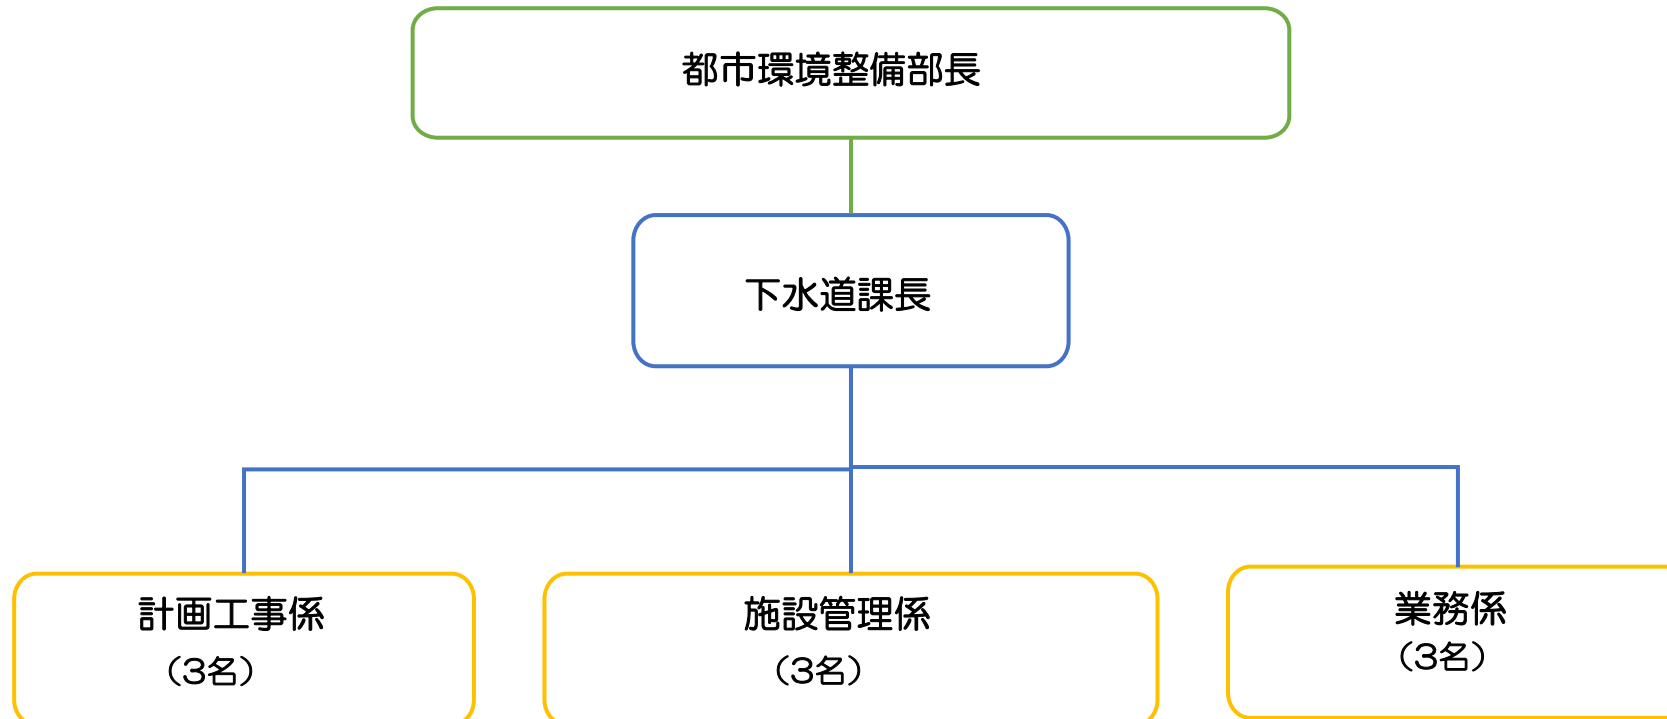 都市環境整備部長
下水道課長
計画工事係
（３名）
施設管理係
（３名）
業務係
（３名）